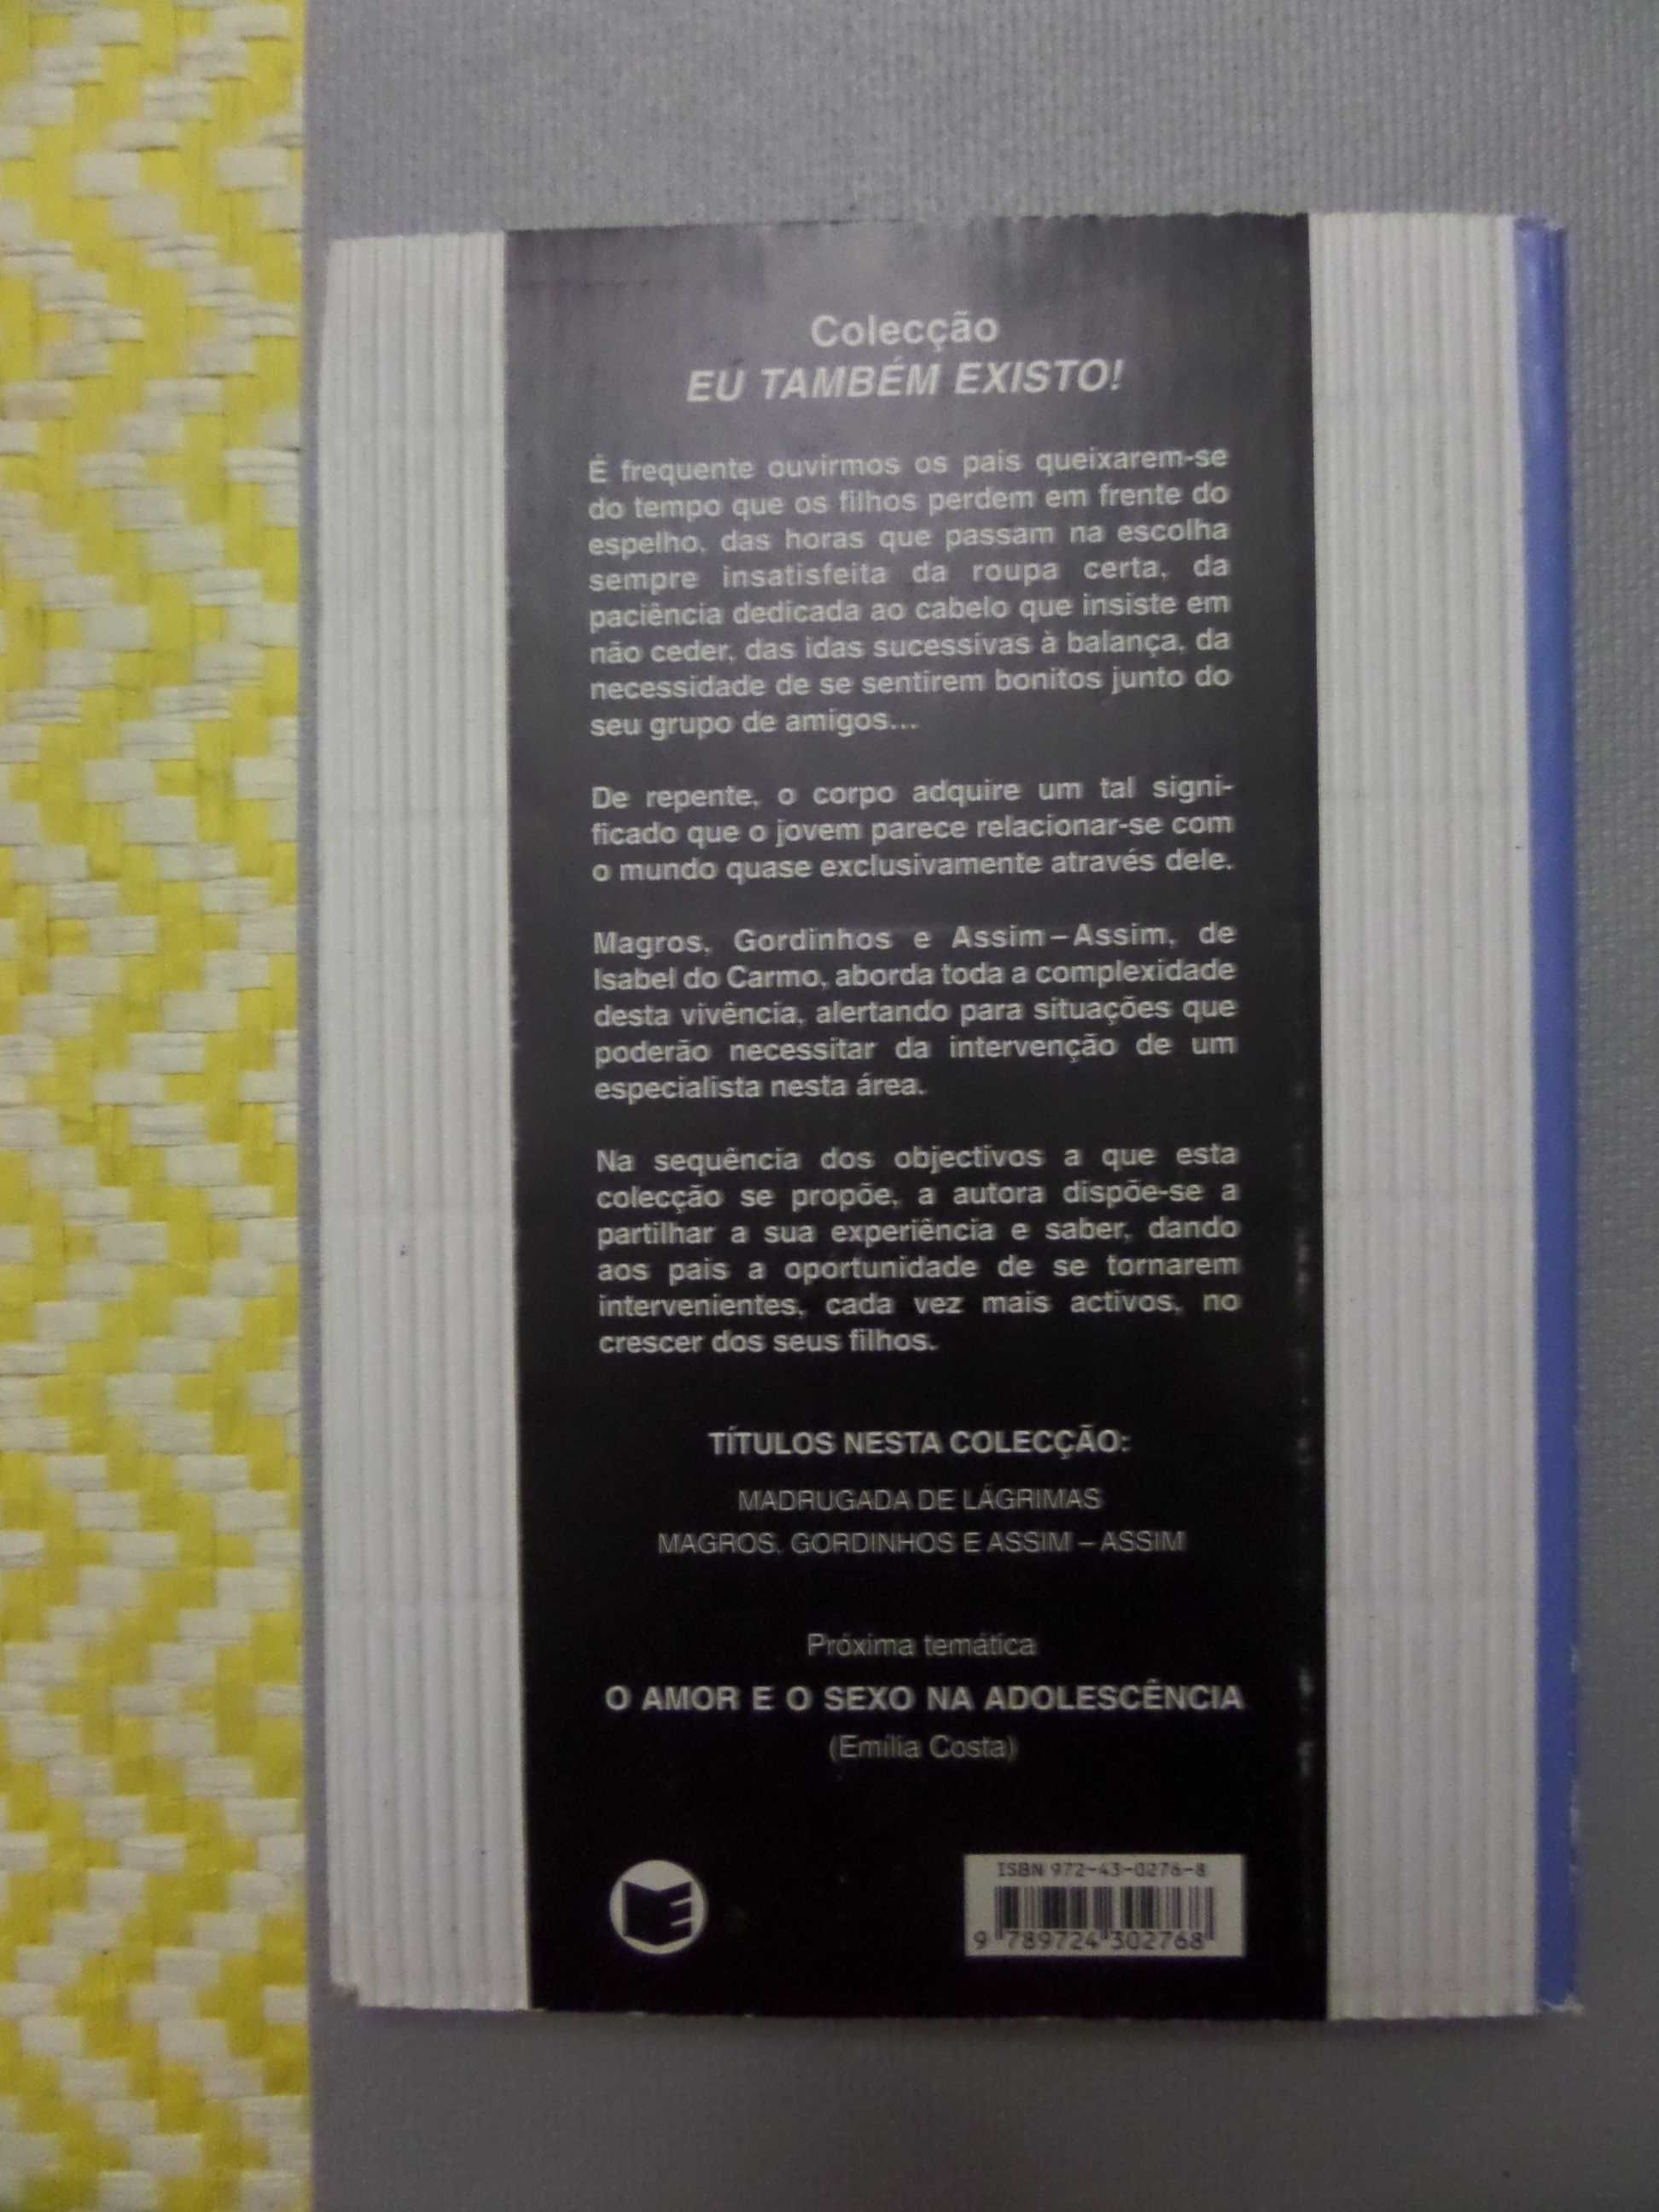 Colecção
EU TAMBÉM EXISTO!
É frequente ouvirmos os pais queixarem-se
do tempo que os filhos perdem em frente do
espelho, das horas que passam na escolha
sempre insatisfeita da roupa certa, da
paciência dedicada ao cabelo que insiste em
não ceder, das idas sucessivas à balança, da
necessidade de se sentirem bonitos junto do
seu grupo de amigos...
De repente, o corpo adquire um tal signi-
ficado que o jovem parece relacionar-se com
o mundo quase exclusivamente através dele.
Magros, Gordinhos e Assim–Assim, de
Isabel do Carmo, aborda toda a complexidade
desta vivência, alertando para situações que
poderão necessitar da intervenção de um
especialista nesta área.
Na sequência dos objectivos a que esta
colecção se propõe, a autora dispõe-se a
partilhar a sua experiência e saber, dando
aos pais a oportunidade de se tornarem
intervenientes, cada vez mais activos, no
crescer dos seus filhos.
TÍTULOS NESTA COLECÇÃO:
MADRUGADA DE LÁGRIMAS
MAGROS, GORDINHOS E ASSIM – ASSIM
Próxima temática
O AMOR E O SEXO NA ADOLESCÊNCIA
(Emília Costa)
ISBN 972-43-0276-8
9 789724 302768